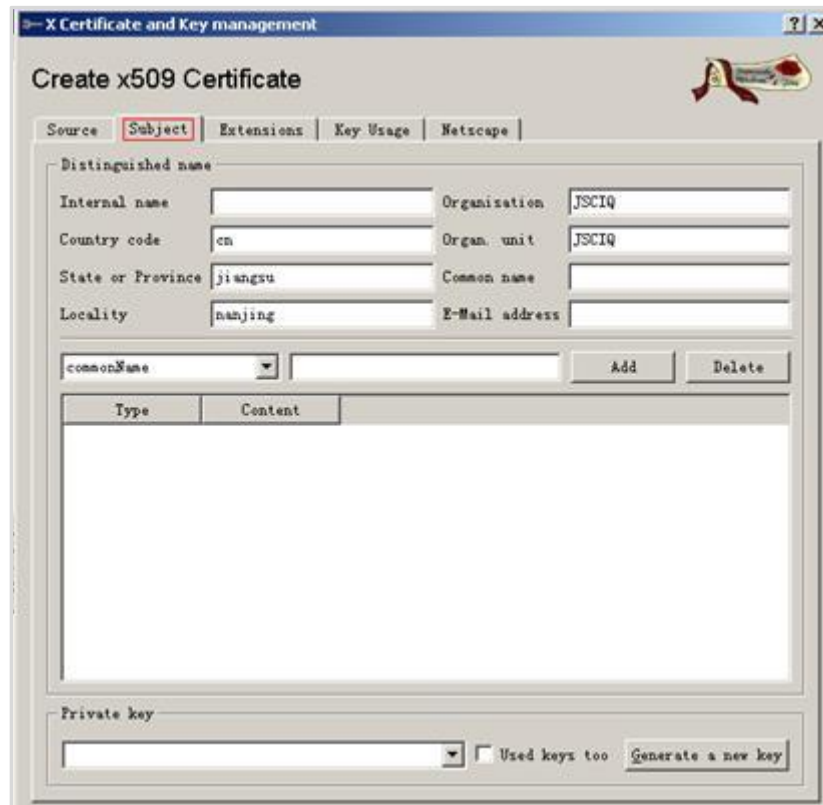 X Certificate and Key management
Create x509 Certificate
Source Subject Extensions Key Usage Netscape
Distinguished name
Internal name Organisation JSCIQ
Country code cn Organ. unit JSCIQ
State or Province jiangsu Common name
Locality nanjing E-Mail address
commonName Add Delete
Type Content
Private key
Used keys too Generate a new key